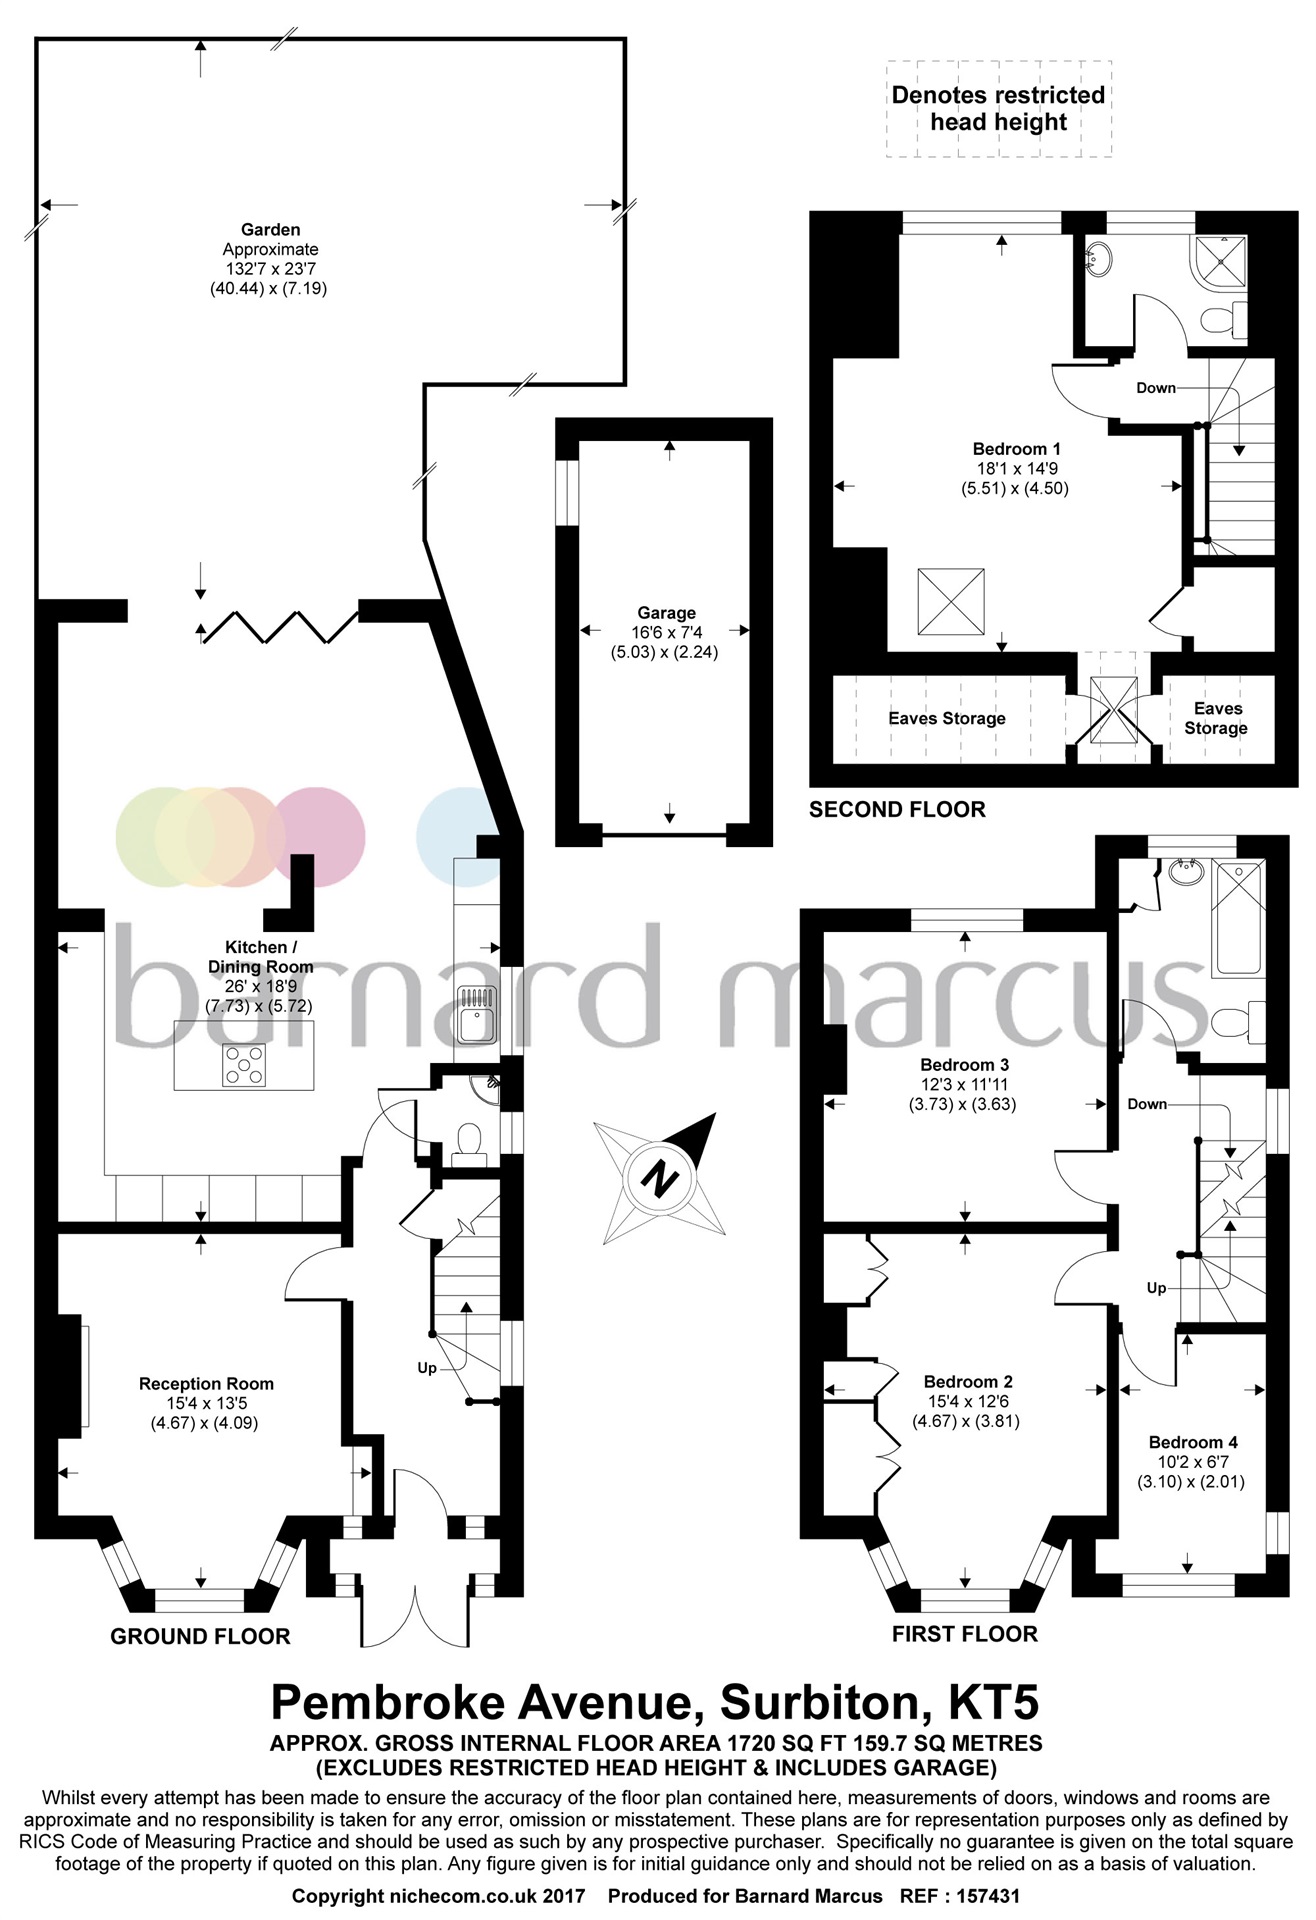 Denotes restricted
head height
Garden
Approximate
132'7 x 23'7
(40.44) x (7.19)
Down
Bedroom 1
18'1 x 14'9
(5.51) x (4.50)
Garage
16'6 x 7'4
(5.03) x (2.24)
Eaves Storage
Eaves
Storage
SECOND FLOOR
barnard marcus
Kitchen /
Dining Room
26' x 18'9
(7.73) x (5.72)
Bedroom 3
12'3 x 11'11
(3.73) x (3.63)
Down
N
Up
Up
Reception Room
15'4 x 13'5
(4.67) x (4.09)
Bedroom 2
15'4 x 12'6
(4.67) x (3.81)
Bedroom 4
10'2 x 6'7
(3.10) x (2.01)
GROUND FLOOR
FIRST FLOOR
Pembroke Avenue, Surbiton, KT5
APPROX. GROSS INTERNAL FLOOR AREA 1720 SQ FT 159.7 SQ METRES
(EXCLUDES RESTRICTED HEAD HEIGHT & INCLUDES GARAGE)
Whilst every attempt has been made to ensure the accuracy of the floor plan contained here, measurements of doors, windows and rooms are
approximate and no responsibility is taken for any error, omission or misstatement. These plans are for representation purposes only as defined by
RICS Code of Measuring Practice and should be used as such by any prospective purchaser. Specifically no guarantee is given on the total square
footage of the property if quoted on this plan. Any figure given is for initial guidance only and should not be relied on as a basis of valuation.
Copyright nichecom.co.uk 2017 Produced for Barnard Marcus REF : 157431